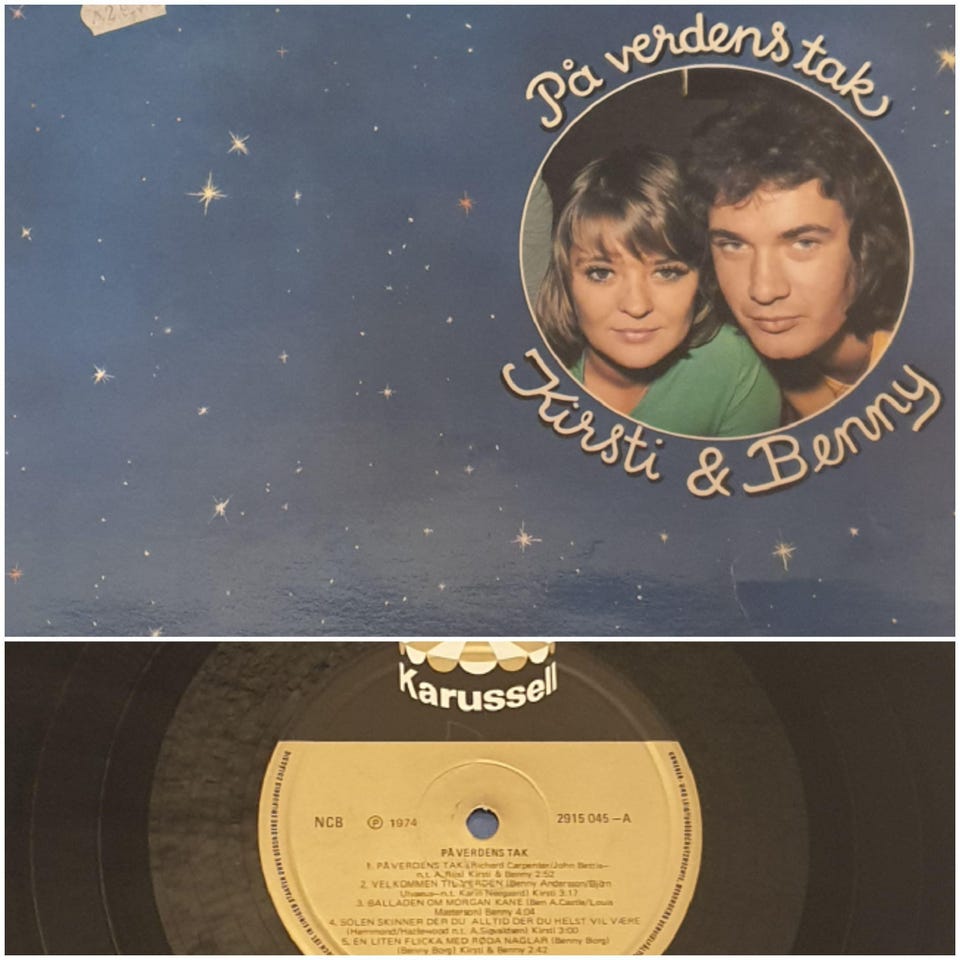 På verdens tak
Kirsti & Benny
Karussell
NCB ℗ 1974 2915 045 – A
PÅ VERDENS TAK
1. PÅ VERDENS TAK (Richard Carpenter/John Bettis–
n.t. A. Riis) Kirsti & Benny 2:52
2. VELKOMMEN TIL VERDEN (Benny Andersson/Björn
Ulvaeus–n.t. Karin Neegaard) Kirsti 3:17
3. BALLADEN OM MORGAN KANE (Ben A.Castle/Louis
Masterson) Benny 4:04
4. SOLEN SKINNER DER DU ALLTID DER DU HELST VIL VÆRE
(Hammond/Hazlewood n.t. A.Sigvaldsen) Kirsti 3:00
5. EN LITEN FLICKA MED RØDA NAGLAR (Benny Borg)
(Benny Borg) Kirsti & Benny 2:42